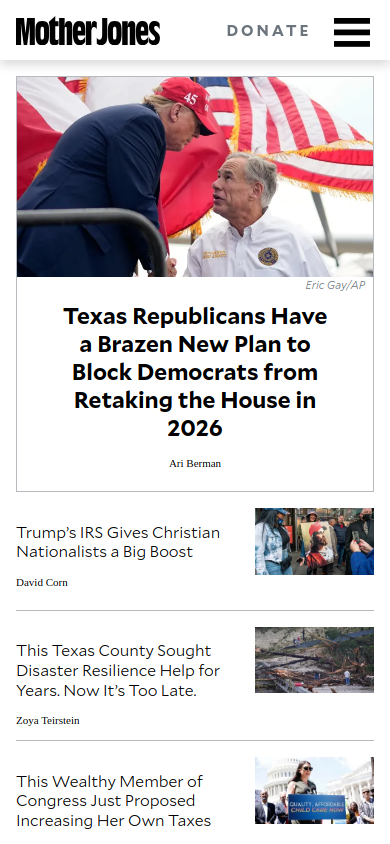 Mother Jones
DONATE
45
Eric Gay/AP
Texas Republicans Have
a Brazen New Plan to
Block Democrats from
Retaking the House in
2026
Ari Berman
Trump's IRS Gives Christian
Nationalists a Big Boost
David Corn
This Texas County Sought
Disaster Resilience Help for
Years. Now It's Too Late.
Zoya Teirstein
This Wealthy Member of
Congress Just Proposed
Increasing Her Own Taxes
QUALITY, AFFORDABLE
CHILD CARE NOW